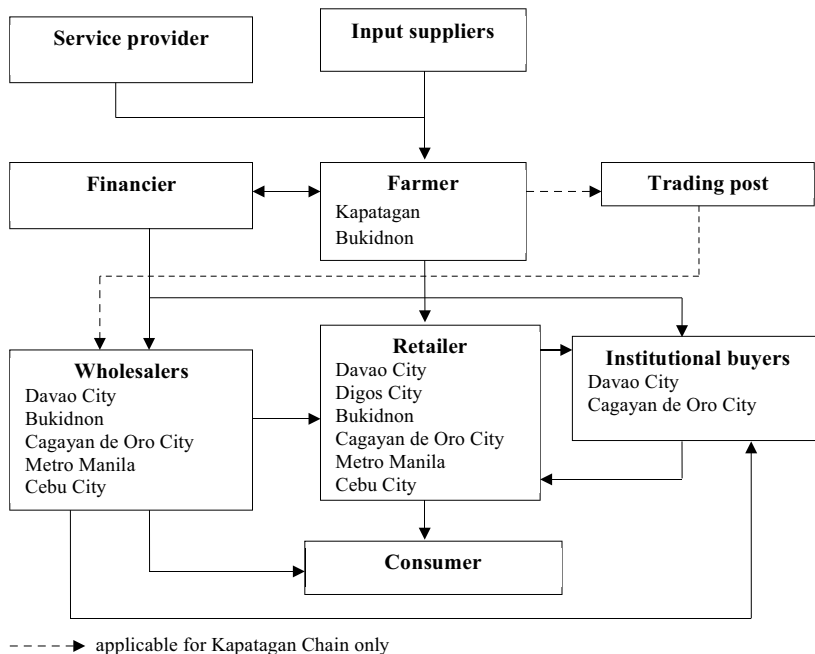 Service provider
Input suppliers
Financier
Farmer
Kapatagan
Bukidnon
Trading post
Wholesalers
Davao City
Bukidnon
Cagayan de Oro City
Metro Manila
Cebu City
Retailer
Davao City
Digos City
Bukidnon
Cagayan de Oro City
Metro Manila
Cebu City
Institutional buyers
Davao City
Cagayan de Oro City
Consumer
applicable for Kapatagan Chain only